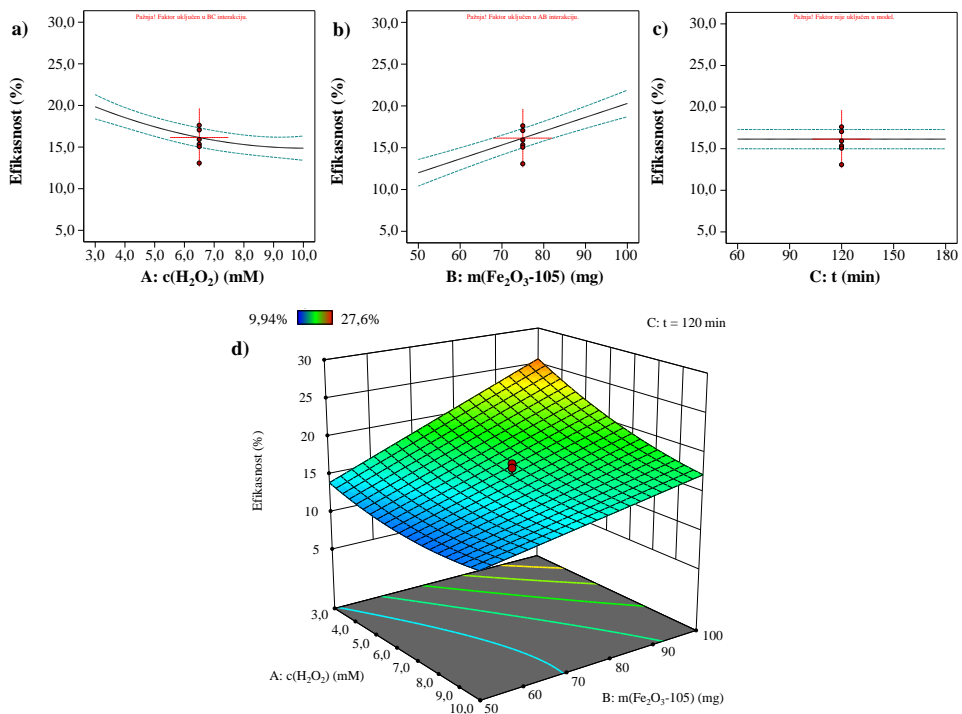 a)
Pažnja! Faktor uključen u BC interakciju.
30,0
25,0
20,0
15,0
10,0
5,0
Efikasnost (%)
3,0 4,0 5,0 6,0 7,0 8,0 9,0 10,0
A: c(H₂O₂) (mM)
b)
Pažnja! Faktor uključen u AB interakciju.
30,0
25,0
20,0
15,0
10,0
5,0
Efikasnost (%)
50 60 70 80 90 100
B: m(Fe₂O₃-105) (mg)
c)
Pažnja! Faktor nije uključen u model.
30,0
25,0
20,0
15,0
10,0
5,0
Efikasnost (%)
60 90 120 150 180
C: t (min)
9,94% 27,6%
C: t = 120 min
d)
30
25
20
15
10
5
Efikasnost (%)
3,0 4,0 5,0 6,0 7,0 8,0 9,0 10,0
A: c(H₂O₂) (mM)
50 60 70 80 90 100
B: m(Fe₂O₃-105) (mg)